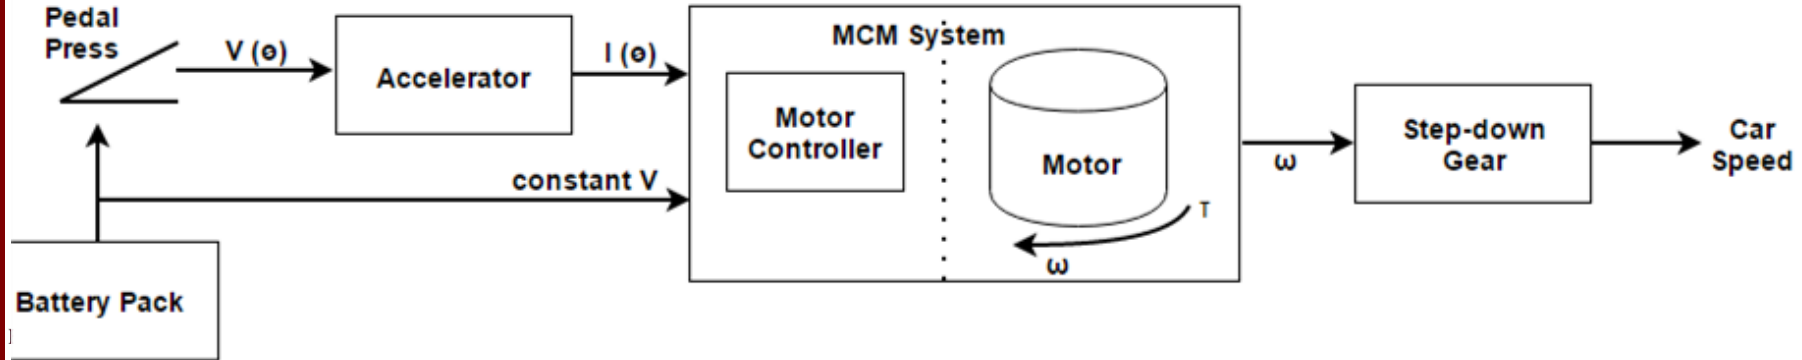 Pedal
Press
V (ɵ)
Accelerator
I (ɵ)
MCM System
Motor
Controller
Motor
T
ω
constant V
ω
Step-down
Gear
Car
Speed
Battery Pack